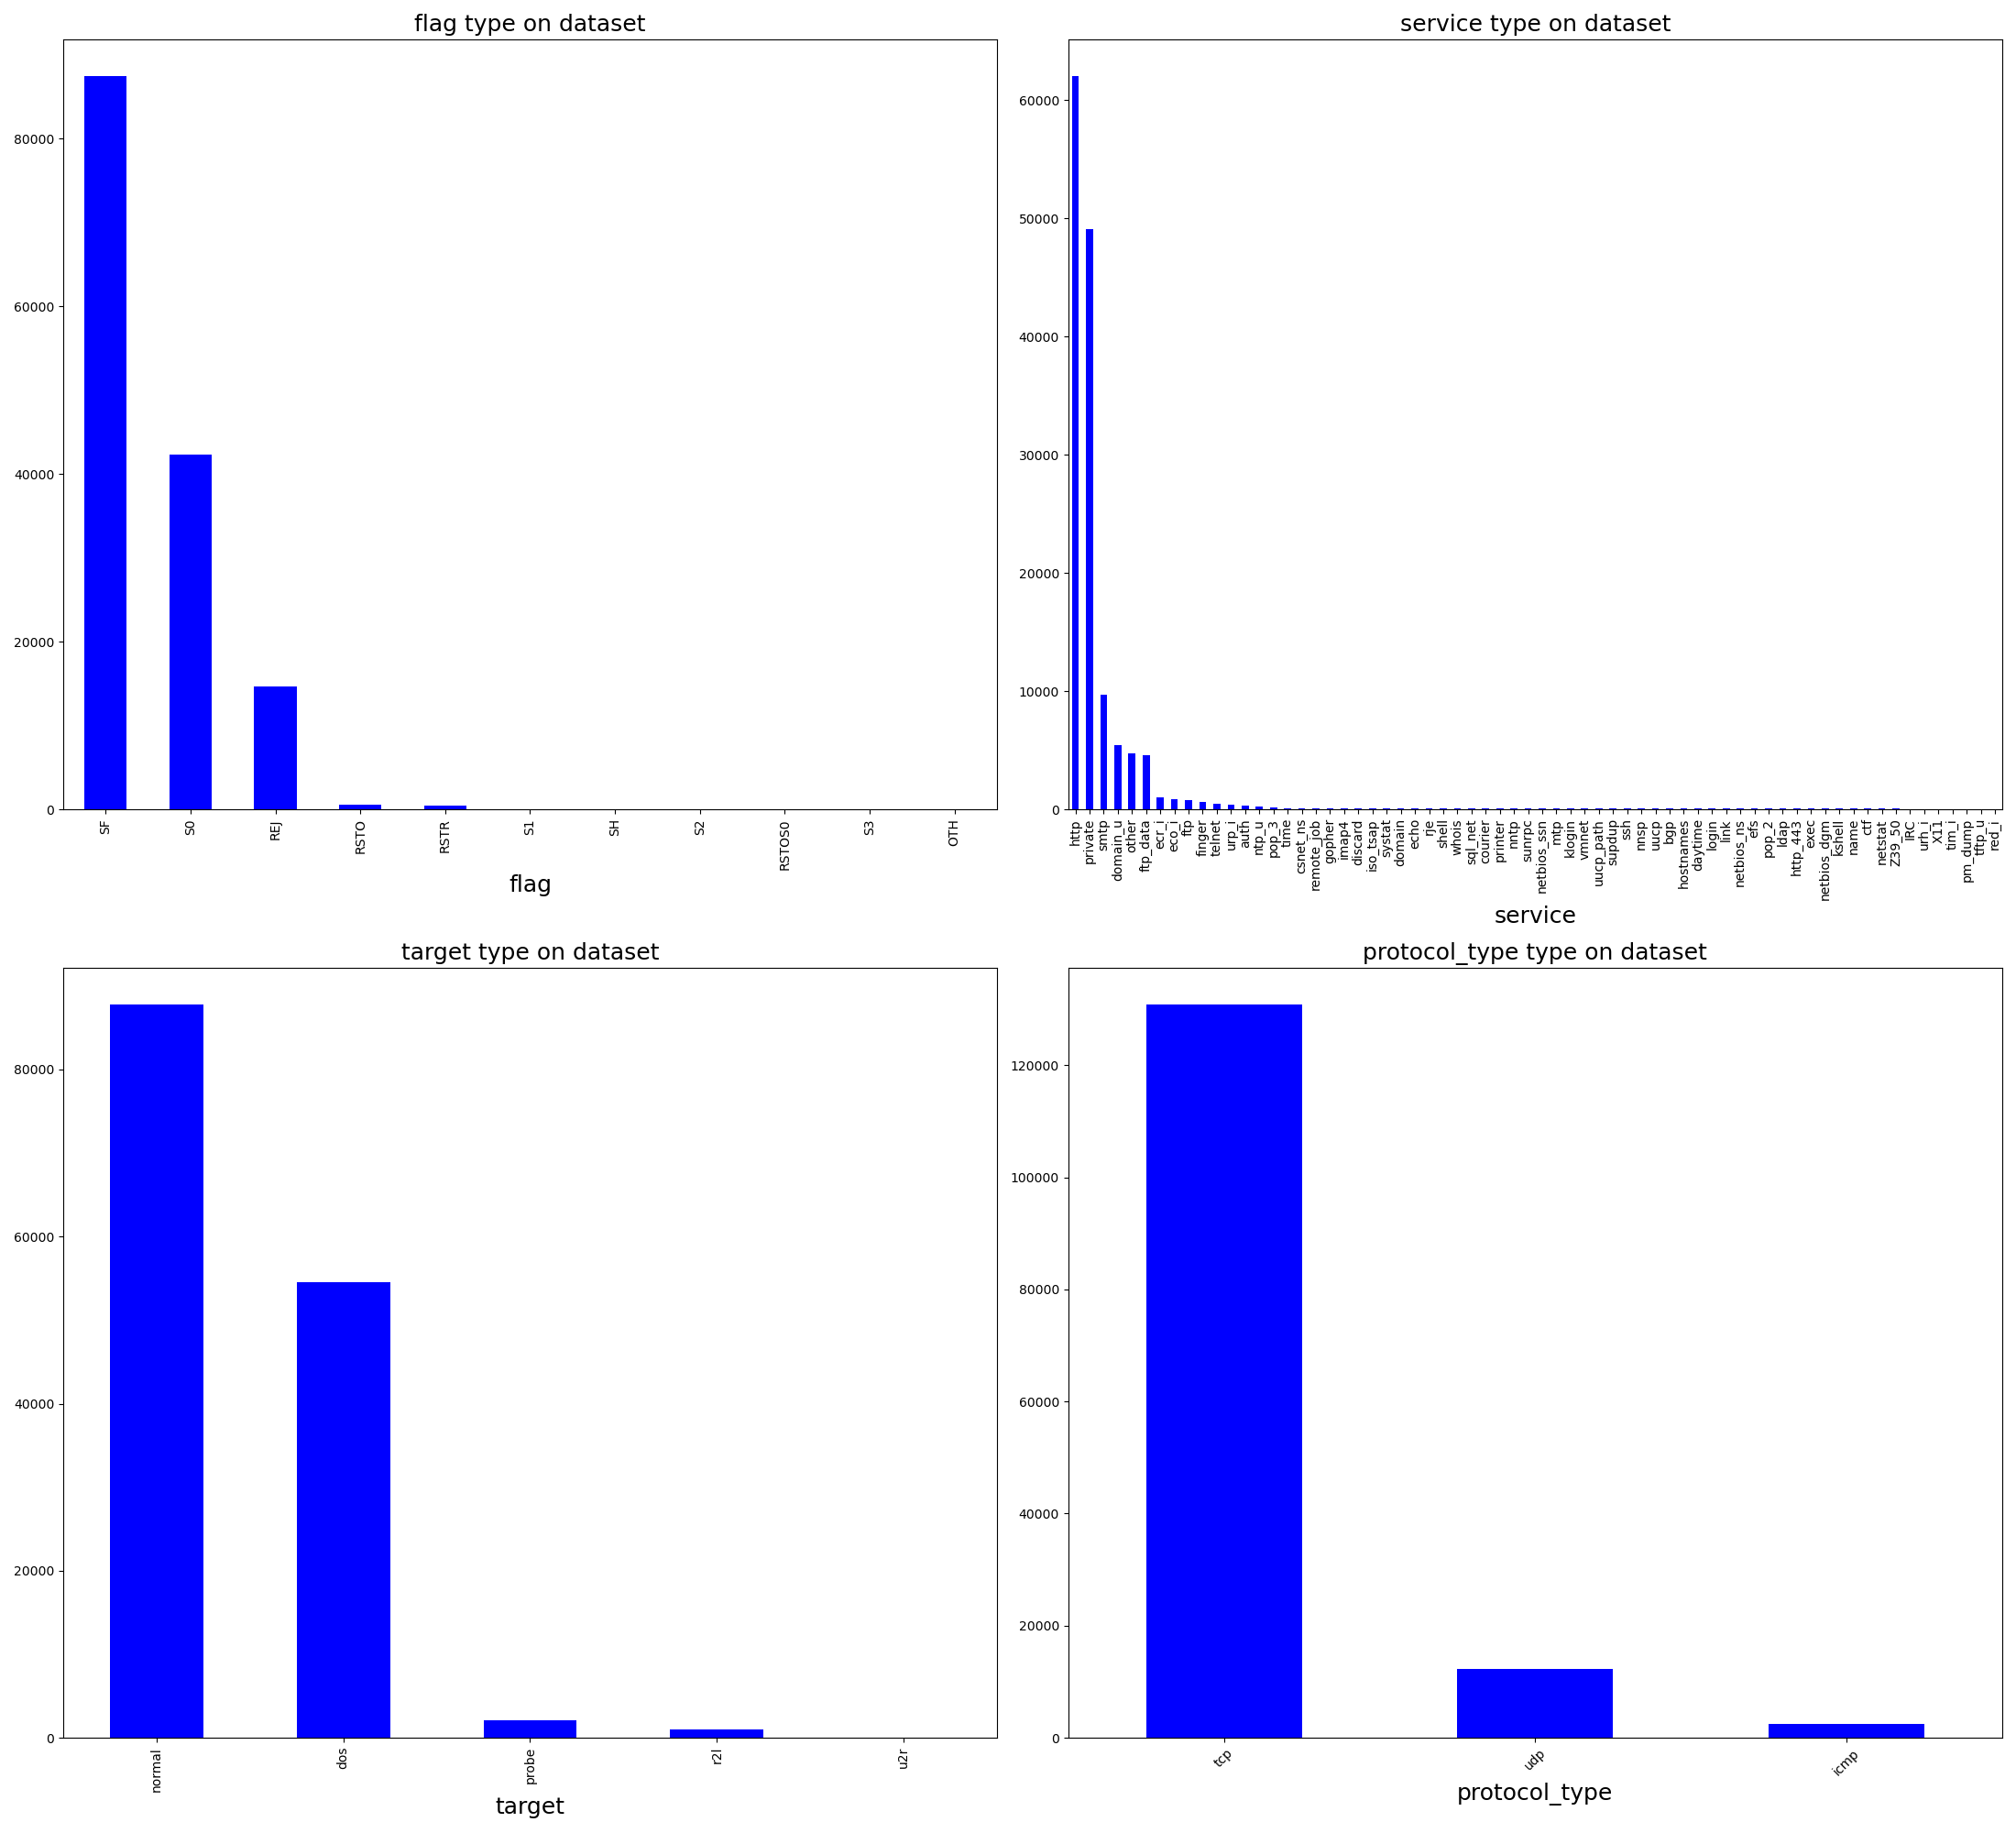 flag type on dataset
80000
60000
40000
20000
0
SF
S0
REJ
RSTO
RSTR
S1
SH
S2
RSTOS0
S3
OTH
flag
service type on dataset
60000
50000
40000
30000
20000
10000
0
http
private
smtp
domain_u
other
ftp_data
ecr_i
eco_i
ftp
finger
telnet
urp_i
auth
ntp_u
pop_3
time
csnet_ns
remote_job
gopher
imap4
discard
iso_tsap
systat
domain
echo
rje
shell
whois
sql_net
courier
printer
nntp
sunrpc
netbios_ssn
mtp
klogin
vmnet
uucp_path
supdup
ssh
nnsp
uucp
bgp
hostnames
daytime
login
link
netbios_ns
efs
pop_2
ldap
http_443
exec
netbios_dgm
kshell
name
ctf
netstat
Z39_50
IRC
urh_i
X11
tim_i
pm_dump
tftp_u
red_i
service
target type on dataset
80000
60000
40000
20000
0
normal
dos
probe
r2l
u2r
target
protocol_type type on dataset
120000
100000
80000
60000
40000
20000
0
tcp
udp
icmp
protocol_type